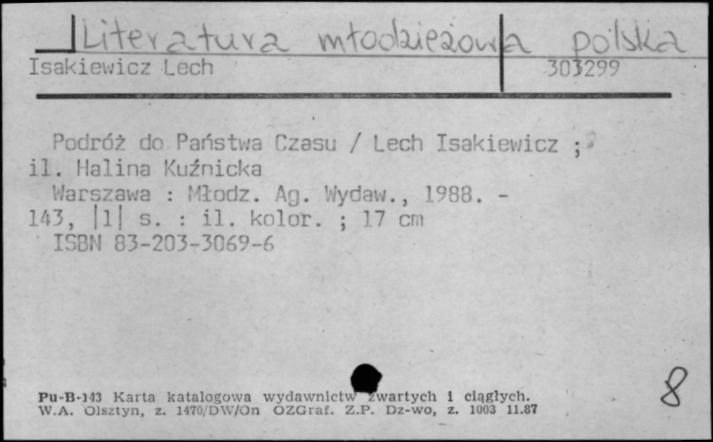 Literatura młodzieżowa polska
Isakiewicz Lech 303299
Podróż do Państwa Czasu / Lech Isakiewicz ;
il. Halina Kuźnicka
Warszawa : Młodz. Ag. Wydaw., 1988. -
143, |1| s. : il. kolor. ; 17 cm
ISBN 83-203-3069-6
8
Pu-B-143 Karta katalogowa wydawnictw zwartych i ciągłych.
W.A. Olsztyn, z. 1470/DW/On OZGraf. Z.P. Dz-wo, z. 1003 11.87